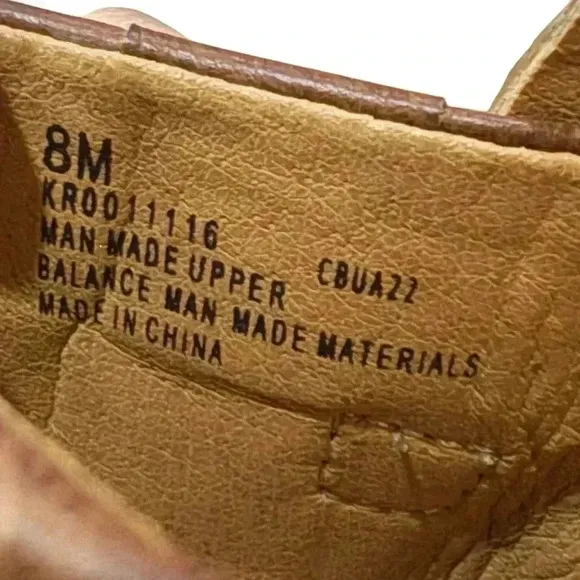 8M
KR0011116
MAN MADE UPPER CBUA22
BALANCE MAN MADE MATERIALS
MADE IN CHINA